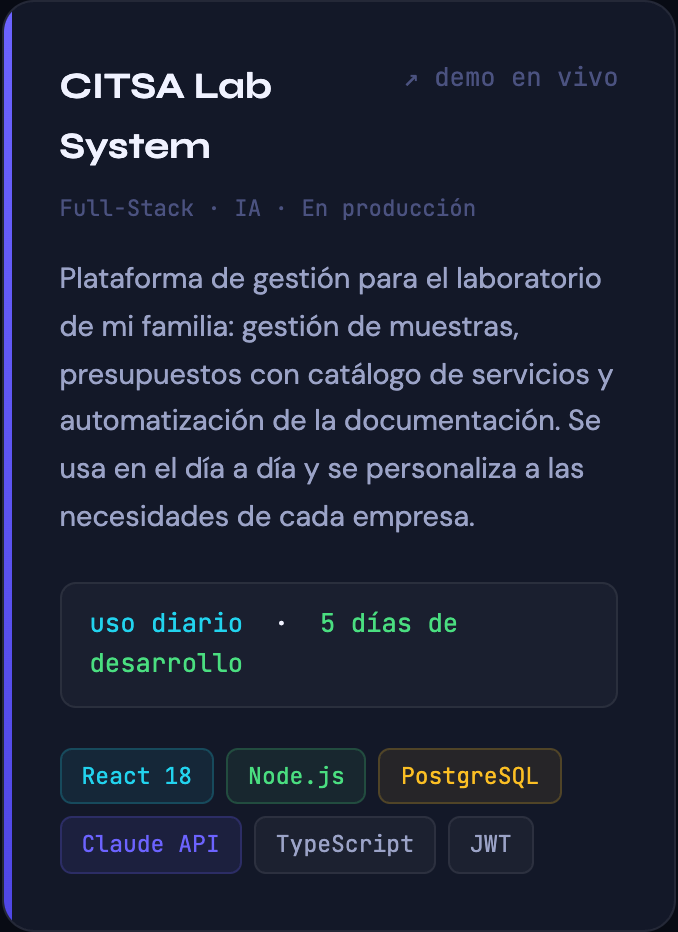 CITSA Lab
System
↗ demo en vivo
Full-Stack · IA · En producción
Plataforma de gestión para el laboratorio
de mi familia: gestión de muestras,
presupuestos con catálogo de servicios y
automatización de la documentación. Se
usa en el día a día y se personaliza a las
necesidades de cada empresa.
uso diario · 5 días de
desarrollo
React 18 Node.js PostgreSQL
Claude API TypeScript JWT